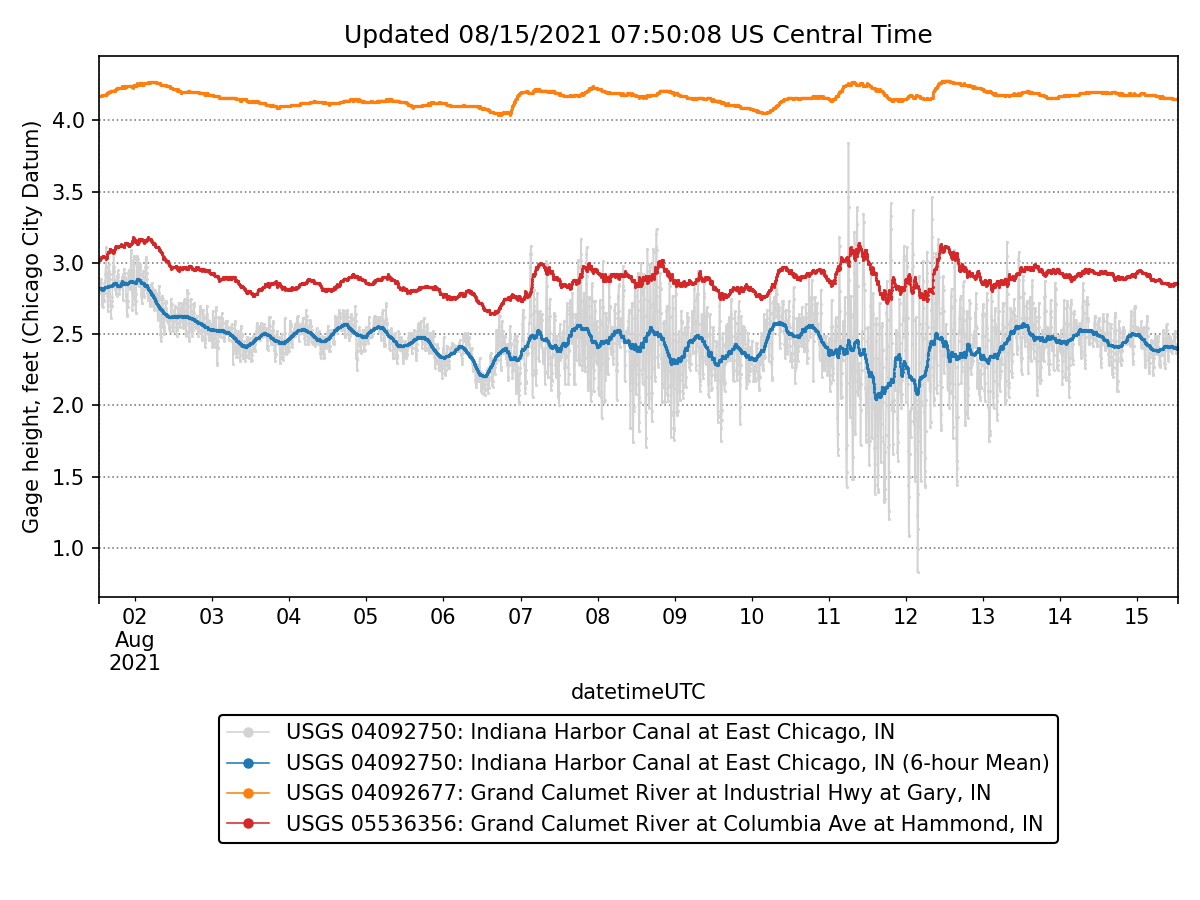 Updated 08/15/2021 07:50:08 US Central Time
Gage height, feet (Chicago City Datum)
4.0
3.5
3.0
2.5
2.0
1.5
1.0
02 03 04 05 06 07 08 09 10 11 12 13 14 15
Aug
2021
datetimeUTC
USGS 04092750: Indiana Harbor Canal at East Chicago, IN
USGS 04092750: Indiana Harbor Canal at East Chicago, IN (6-hour Mean)
USGS 04092677: Grand Calumet River at Industrial Hwy at Gary, IN
USGS 05536356: Grand Calumet River at Columbia Ave at Hammond, IN